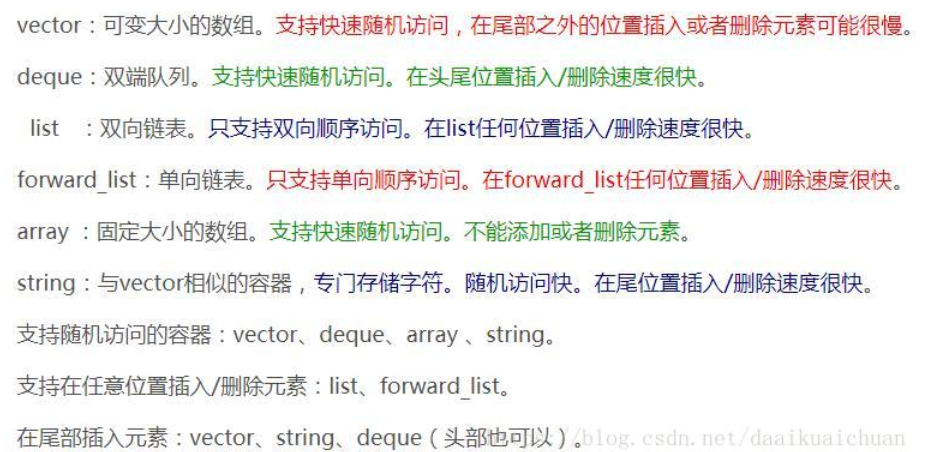 vector：可变大小的数组。支持快速随机访问，在尾部之外的位置插入或者删除元素可能很慢。
deque：双端队列。支持快速随机访问。在头尾位置插入/删除速度很快。
list ：双向链表。只支持双向顺序访问。在list任何位置插入/删除速度很快。
forward_list：单向链表。只支持单向顺序访问。在forward_list任何位置插入/删除速度很快。
array ：固定大小的数组。支持快速随机访问。不能添加或者删除元素。
string：与vector相似的容器，专门存储字符。随机访问快。在尾位置插入/删除速度很快。
支持随机访问的容器：vector、deque、array 、string。
支持在任意位置插入/删除元素：list、forward_list。
在尾部插入元素：vector、string、deque（头部也可以）。
//blog.csdn.net/daaikuaichuan